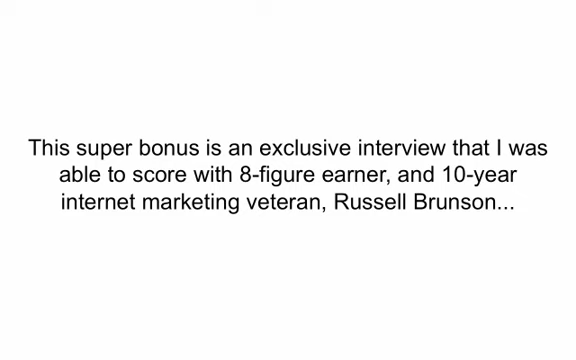 This super bonus is an exclusive interview that I was
able to score with 8-figure earner, and 10-year
internet marketing veteran, Russell Brunson...